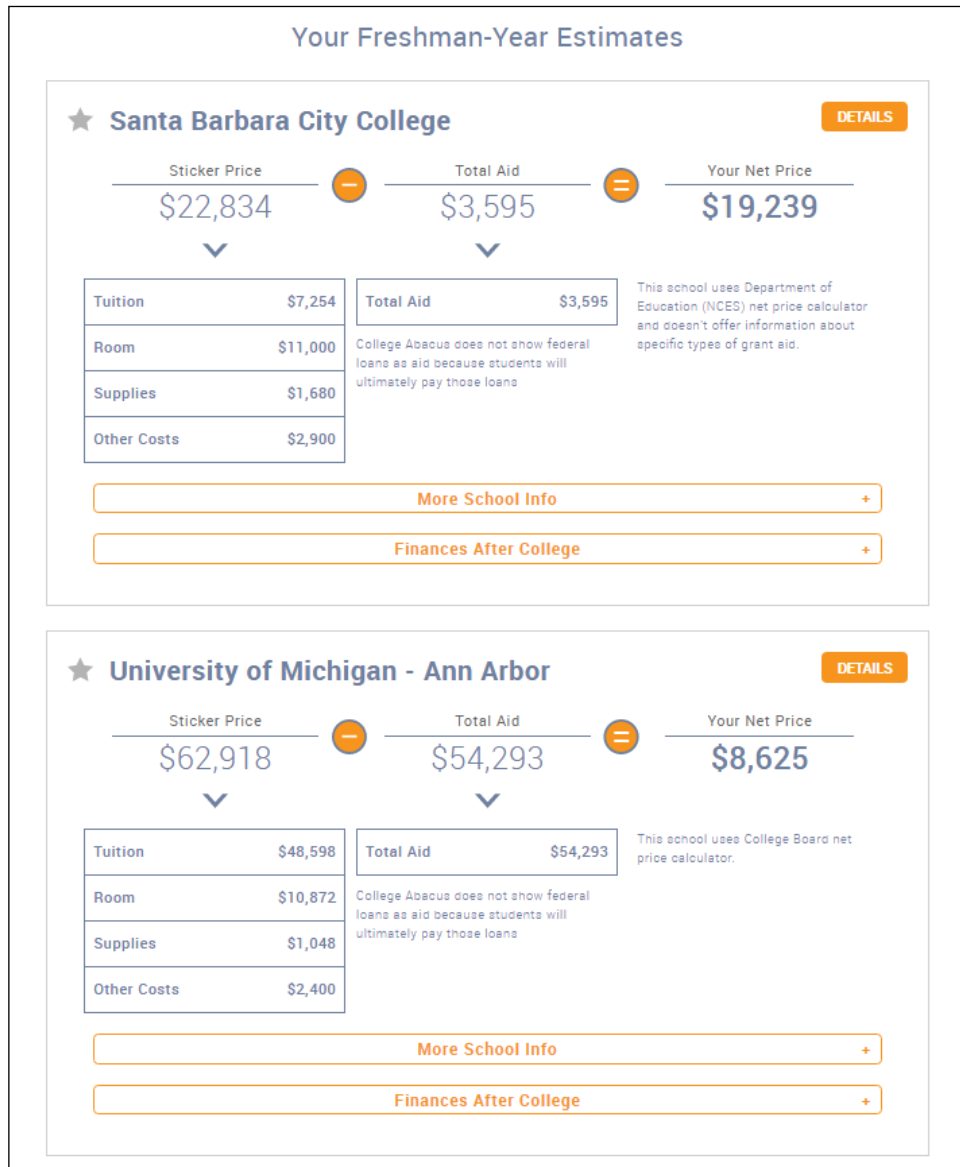 Your Freshman-Year Estimates
Santa Barbara City College
DETAILS
Sticker Price
$22,834
−
Total Aid
$3,595
=
Your Net Price
$19,239
Tuition $7,254
Room $11,000
Supplies $1,680
Other Costs $2,900
Total Aid $3,595
College Abacus does not show federal
loans as aid because students will
ultimately pay those loans
This school uses Department of
Education (NCES) net price calculator
and doesn't offer information about
specific types of grant aid.
More School Info +
Finances After College +
University of Michigan - Ann Arbor
DETAILS
Sticker Price
$62,918
−
Total Aid
$54,293
=
Your Net Price
$8,625
Tuition $48,598
Room $10,872
Supplies $1,048
Other Costs $2,400
Total Aid $54,293
College Abacus does not show federal
loans as aid because students will
ultimately pay those loans
This school uses College Board net
price calculator.
More School Info +
Finances After College +